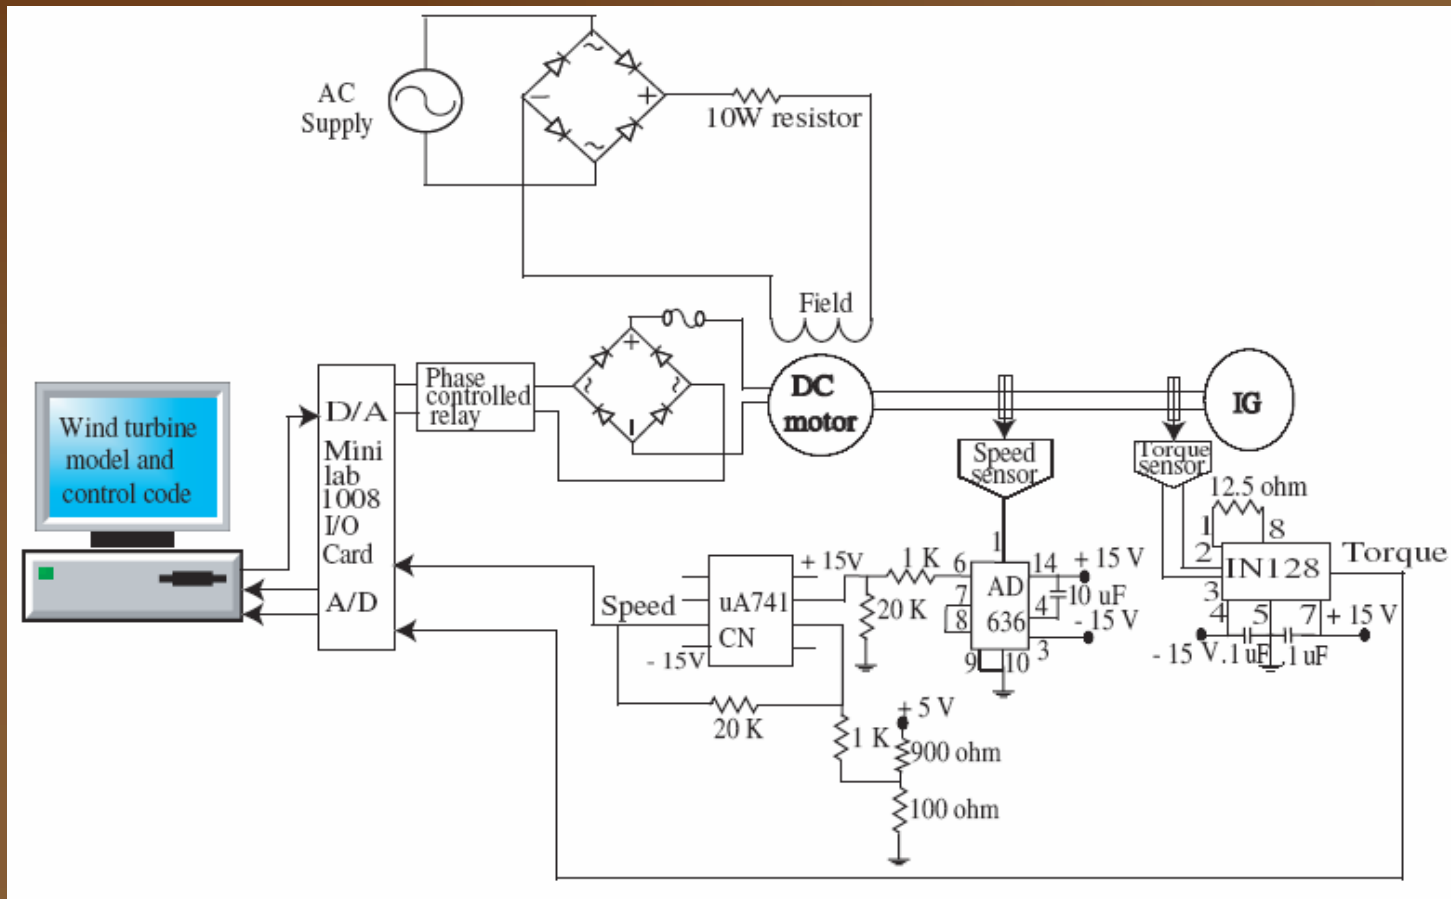 AC
Supply
~
−
+
~
10W resistor
Field
+
~
~
−
DC
motor
IG
Phase
controlled
relay
D/A
Mini
lab
1008
I/O
Card
A/D
Wind turbine
model and
control code
Speed
sensor
Torque
sensor
12.5 ohm
1
8
2
IN128
Torque
3
4
5
7
+ 15 V
- 15 V
.1 uF
.1 uF
1
+ 15V
1 K
6
14
+ 15 V
AD
636
7
8
4
10 uF
- 15 V
3
9
10
20 K
Speed
uA741
CN
- 15V
20 K
1 K
+ 5 V
900 ohm
100 ohm